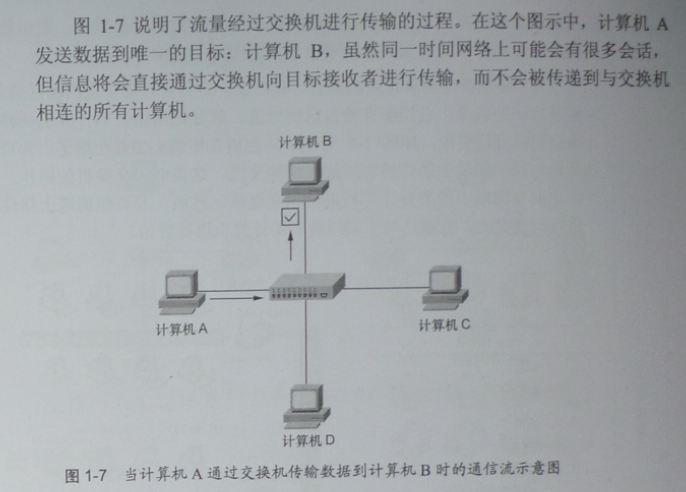 图 1-7 说明了流量经过交换机进行传输的过程。在这个图示中，计算机 A
发送数据到唯一的目标：计算机 B，虽然同一时间网络上可能会有很多会话，
但信息将会直接通过交换机向目标接收者进行传输，而不会被传递到与交换机
相连的所有计算机。
计算机 B
计算机 A
计算机 C
计算机 D
图 1-7 当计算机 A 通过交换机传输数据到计算机 B 时的通信流示意图